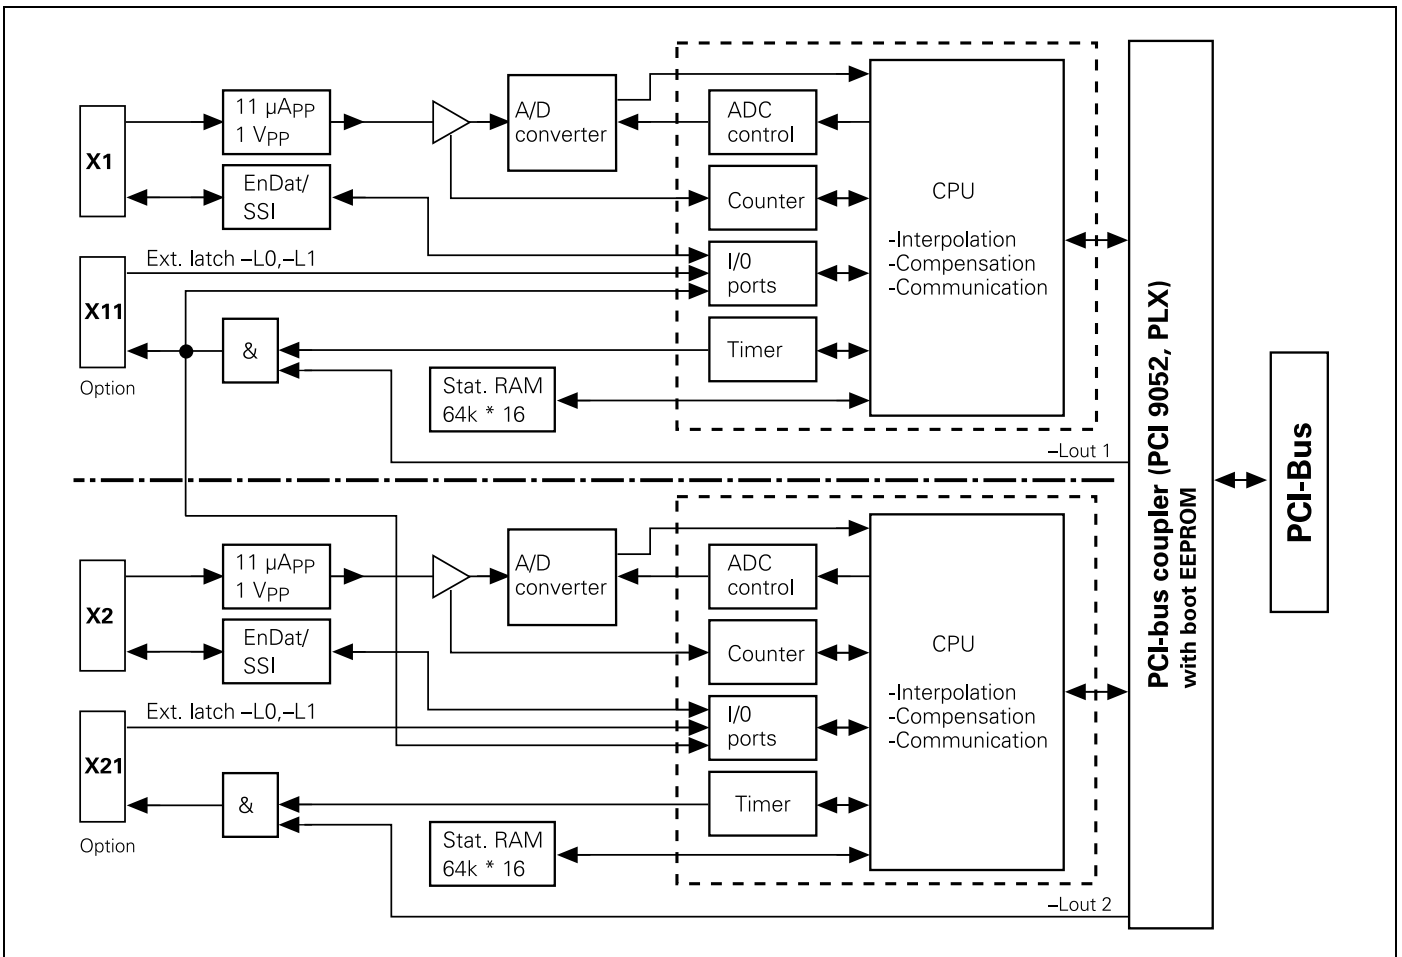 11 µAPP
1 VPP
A/D
converter
ADC
control
X1
EnDat/
SSI
Counter
CPU
-Interpolation
-Compensation
-Communication
Ext. latch –L0,–L1
I/0
ports
X11
&
Timer
Option
Stat. RAM
64k * 16
–Lout 1
11 µAPP
1 VPP
A/D
converter
ADC
control
X2
EnDat/
SSI
Counter
CPU
-Interpolation
-Compensation
-Communication
Ext. latch –L0,–L1
I/0
ports
X21
&
Timer
Option
Stat. RAM
64k * 16
–Lout 2
PCI-bus coupler (PCI 9052, PLX)
with boot EEPROM
PCI-Bus